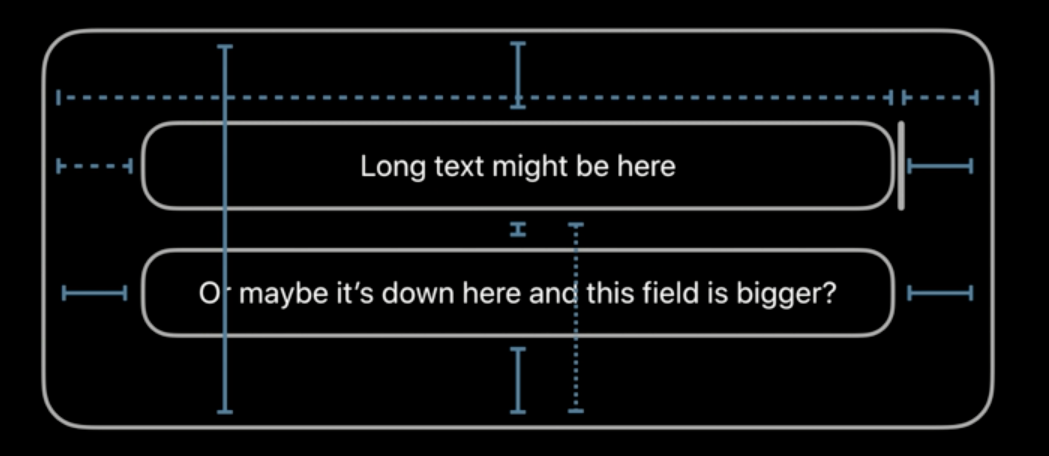 Long text might be here
Or maybe it’s down here and this field is bigger?